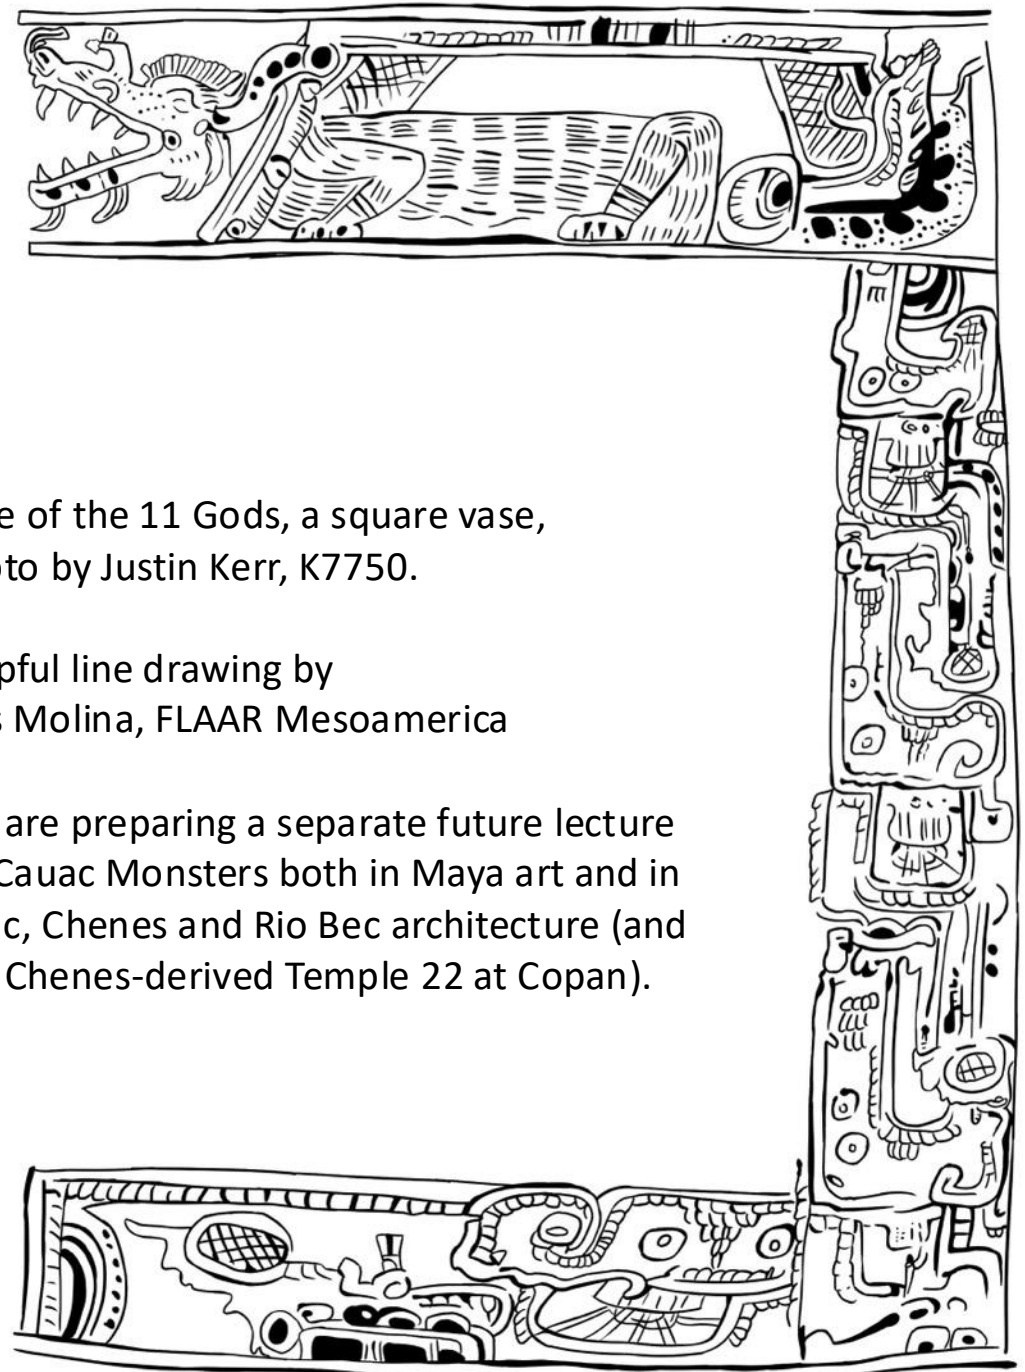 e of the 11 Gods, a square vase,
oto by Justin Kerr, K7750.
pful line drawing by
s Molina, FLAAR Mesoamerica
are preparing a separate future lecture
Cauac Monsters both in Maya art and in
c, Chenes and Rio Bec architecture (and
Chenes-derived Temple 22 at Copan).